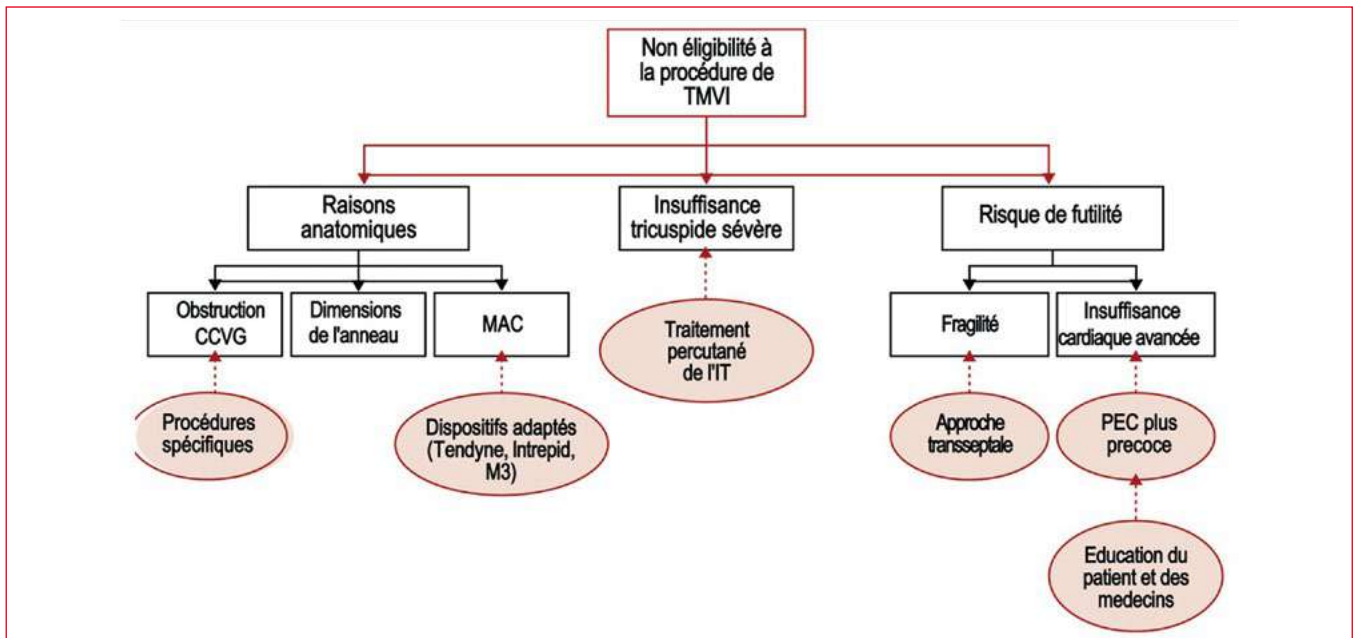 Non éligibilité à
la procédure de
TMVI
Raisons
anatomiques
Insuffisance
tricuspide sévère
Risque de futilité
Obstruction
CCVG
Dimensions
de l'anneau
MAC
Fragilité
Insuffisance
cardiaque avancée
Traitement
percutané
de l'IT
Procédures
spécifiques
Dispositifs adaptés
(Tendyne, Intrepid,
M3)
Approche
transseptale
PEC plus
precoce
Education du
patient et des
medecins